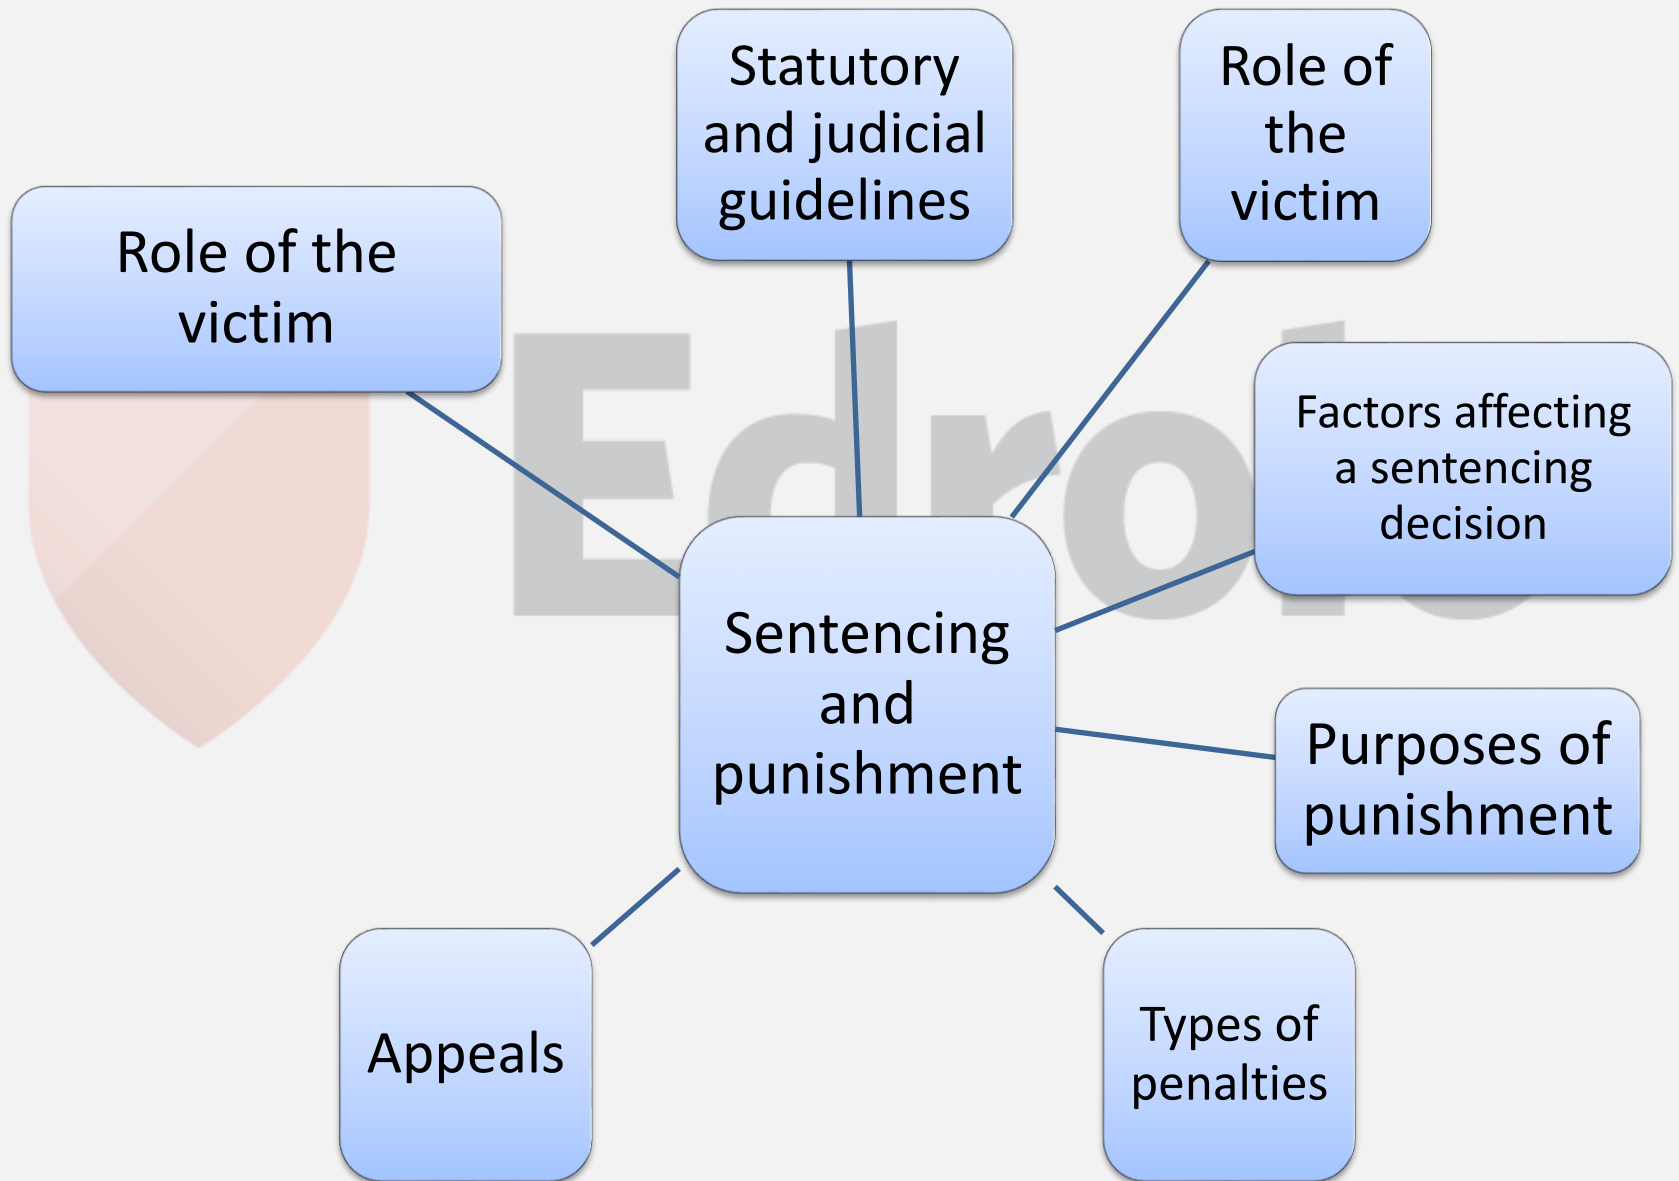 Statutory
and judicial
guidelines
Role of
the
victim
Role of the
victim
Factors affecting
a sentencing
decision
Sentencing
and
punishment
Purposes of
punishment
Appeals
Types of
penalties